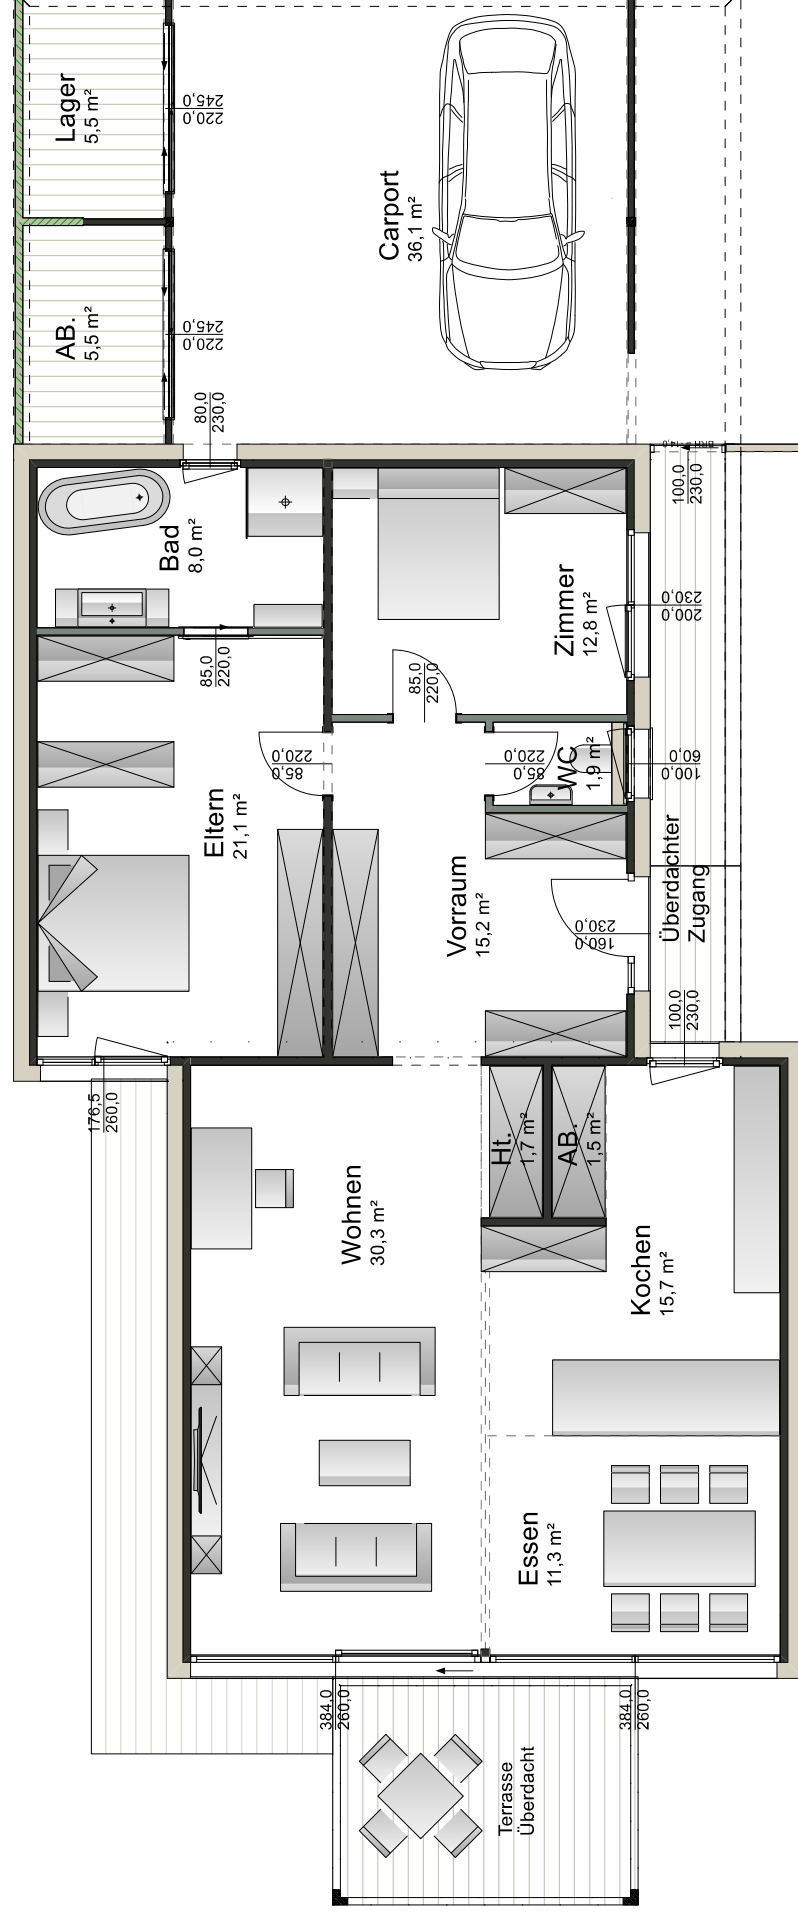 Lager
5,5 m²
245,0
220,0
Carport
36,1 m²
AB.
5,5 m²
245,0
220,0
80,0
230,0
BRH 14,0
100,0
230,0
Bad
8,0 m²
Zimmer
12,8 m²
230,0
200,0
85,0
220,0
85,0
220,0
220,0
85,0
220,0
85,0
WC
1,9 m²
60,0
100,0
Eltern
21,1 m²
Vorraum
15,2 m²
Überdachter
Zugang
230,0
160,0
100,0
230,0
176,5
260,0
Ht.
1,7 m²
AB.
1,5 m²
Wohnen
30,3 m²
Kochen
15,7 m²
Essen
11,3 m²
384,0
260,0
384,0
260,0
Terrasse
Überdacht